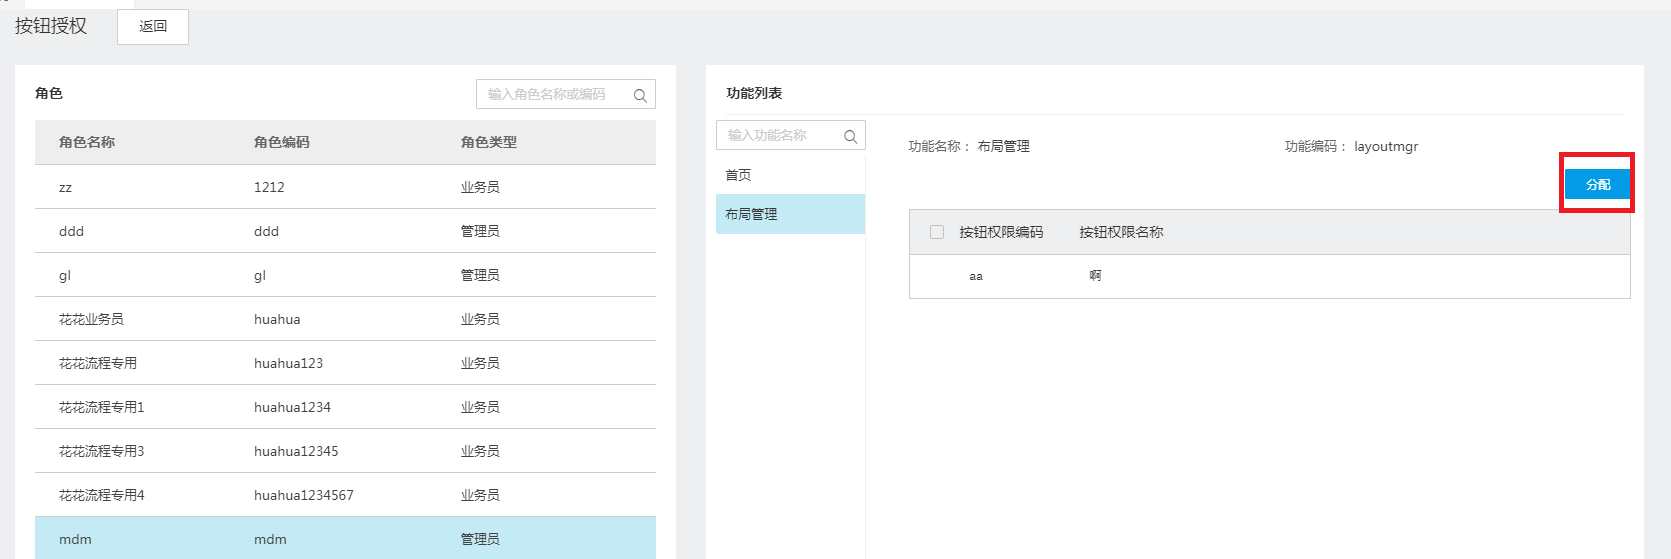 按钮授权 返回
角色
输入角色名称或编码
角色名称 角色编码 角色类型
zz 1212 业务员
ddd ddd 管理员
gl gl 管理员
花花业务员 huahua 业务员
花花流程专用 huahua123 业务员
花花流程专用1 huahua1234 业务员
花花流程专用3 huahua12345 业务员
花花流程专用4 huahua1234567 业务员
mdm mdm 管理员
功能列表
输入功能名称
首页
布局管理
功能名称： 布局管理 功能编码： layoutmgr
分配
按钮权限编码 按钮权限名称
aa 啊